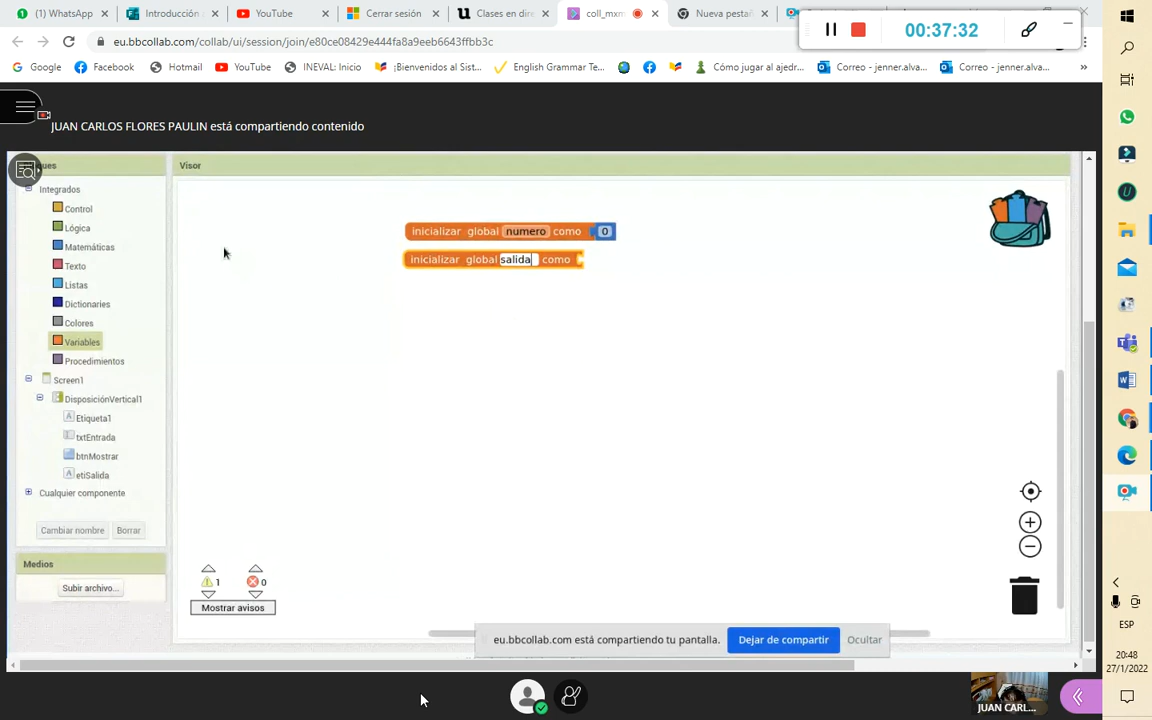 (1) WhatsApp
Introducción
YouTube
Cerrar sesión
Clases en dire
coll_mxm
Nueva pestañ
eu.bbcollab.com/collab/ui/session/join/e80ce08429e444fa8a9eeb6643ffbb3c
00:37:32
Google
Facebook
Hotmail
YouTube
INEVAL: Inicio
¡Bienvenidos al Sist...
English Grammar Te...
Cómo jugar al ajedr...
Correo - jenner.alva...
Correo - jenner.alva...
JUAN CARLOS FLORES PAULIN está compartiendo contenido
ques
Visor
Integrados
Control
Lógica
Matemáticas
Texto
Listas
Dictionaries
Colores
Variables
Procedimientos
Screen1
DisposiciónVertical1
Etiqueta1
txtEntrada
btnMostrar
etiSalida
Cualquier componente
Cambiar nombre
Borrar
Medios
Subir archivo...
inicializar global numero como 0
inicializar global salida como
1
0
Mostrar avisos
eu.bbcollab.com está compartiendo tu pantalla.
Dejar de compartir
Ocultar
JUAN CARL...
ESP
20:48
27/1/2022